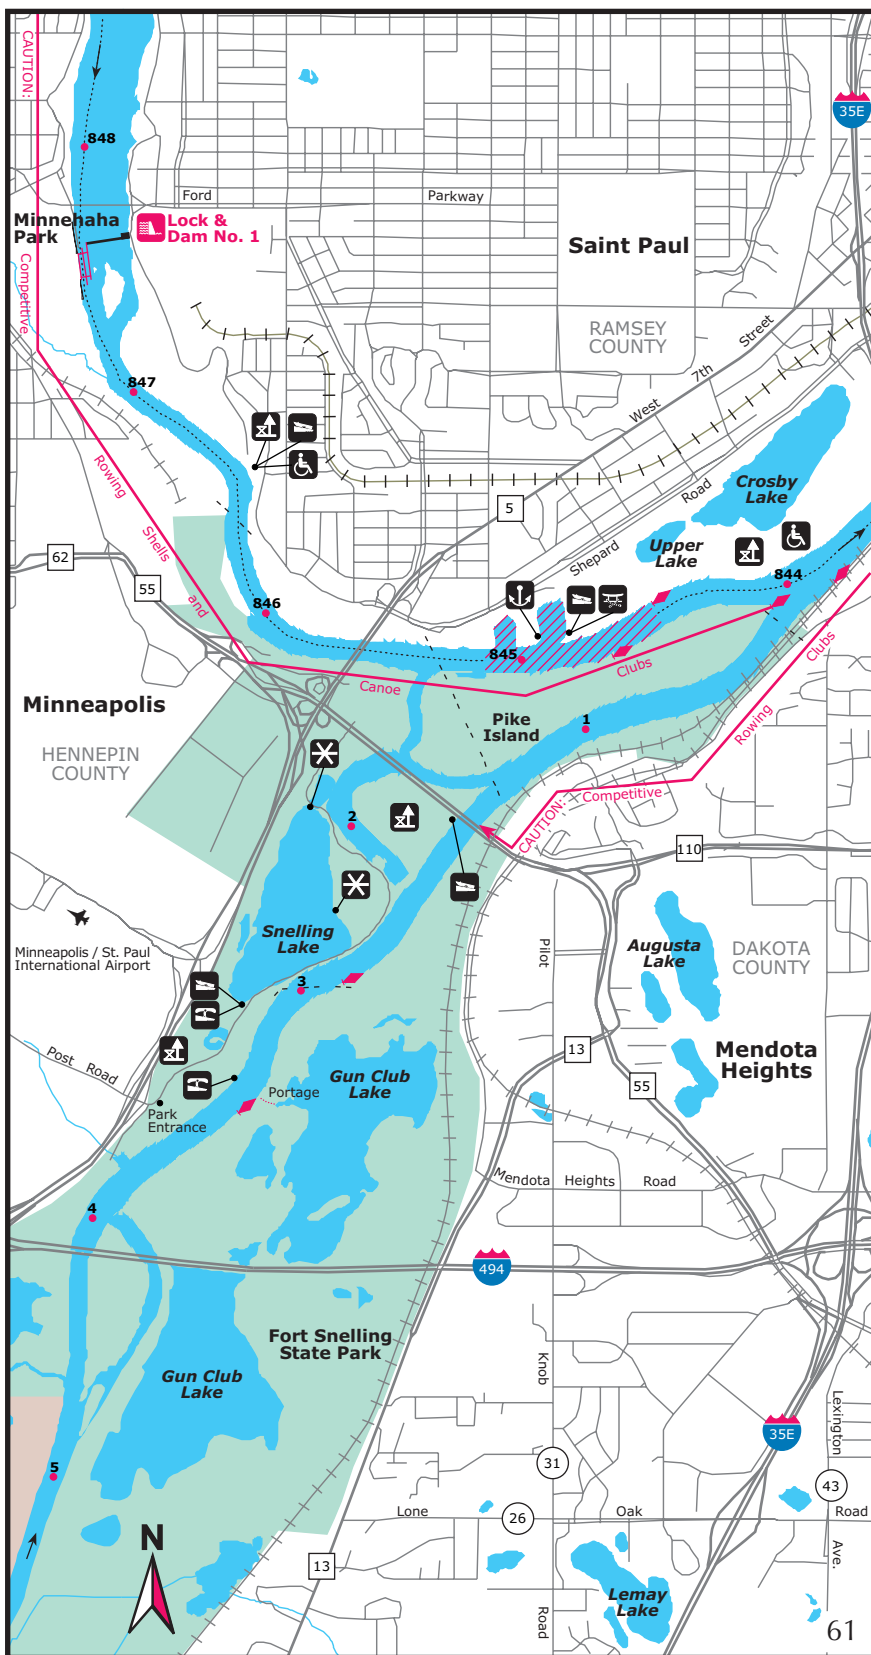 CAUTION:
35E
848
Ford
Parkway
Minnehaha
Park
Lock &
Dam No. 1
Saint Paul
Competitive
RAMSEY
COUNTY
Street
7th
West
847
Rowing
Road
Crosby
Lake
5
Shells
Shepard
Upper
Lake
62
55
and
846
844
845
Clubs
Clubs
Canoe
Minneapolis
Pike
Island
1
Rowing
HENNEPIN
COUNTY
Competitive
CAUTION:
2
110
Snelling
Lake
Pilot
Augusta
Lake
DAKOTA
COUNTY
Minneapolis / St. Paul
International Airport
3
13
Mendota
Heights
Post Road
Gun Club
Lake
55
Portage
Park
Entrance
Mendota Heights Road
4
494
Fort Snelling
State Park
Knob
Gun Club
Lake
Lexington
35E
5
31
43
Lone
26
Oak
Road
N
13
Ave.
Lemay
Lake
Road
61